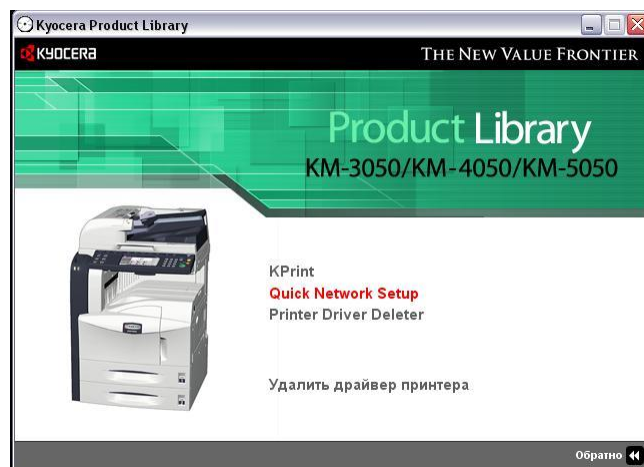 Kyocera Product Library
KYOCERA THE NEW VALUE FRONTIER
Product Library
KM-3050/KM-4050/KM-5050
KPrint
Quick Network Setup
Printer Driver Deleter
Удалить драйвер принтера
Обратно